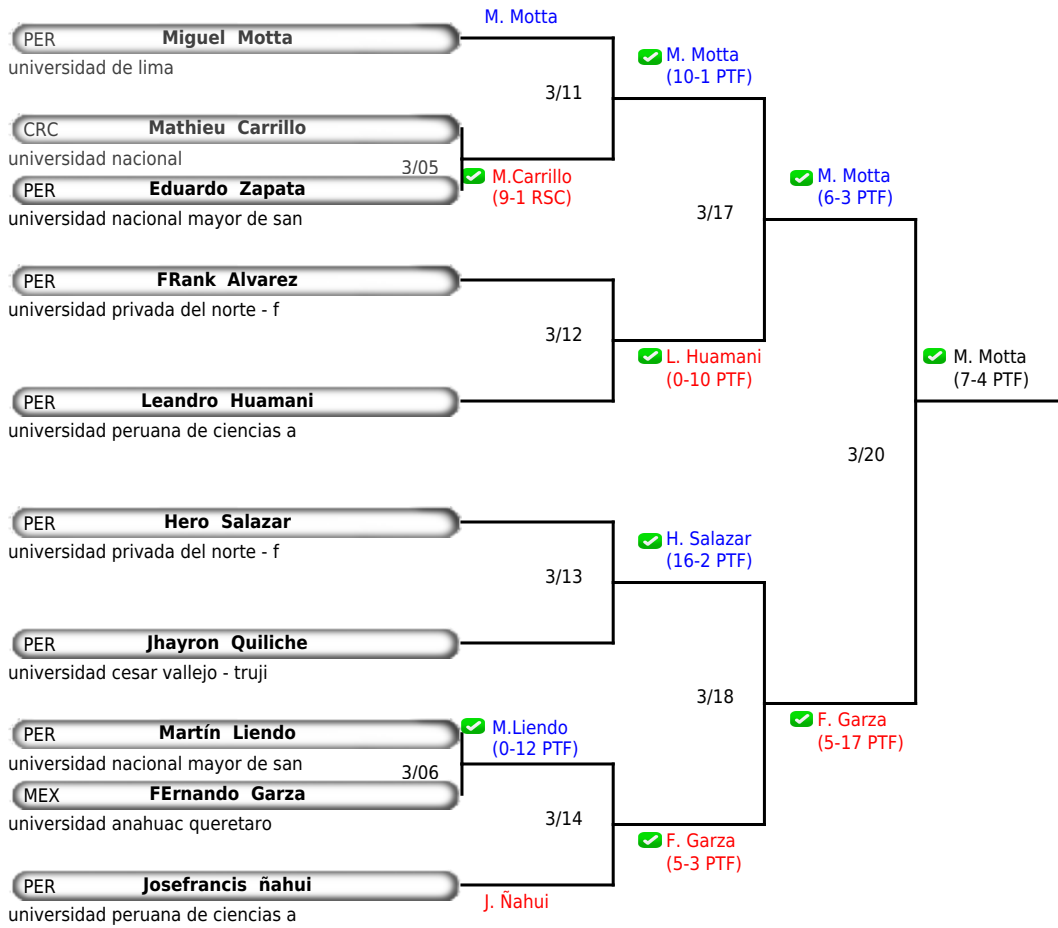 M. Motta
PER Miguel Motta
universidad de lima
M. Motta
(10-1 PTF)
3/11
CRC Mathieu Carrillo
universidad nacional
3/05
M.Carrillo
(9-1 RSC)
PER Eduardo Zapata
universidad nacional mayor de san
M. Motta
(6-3 PTF)
3/17
PER FRank Alvarez
universidad privada del norte - f
3/12
L. Huamani
(0-10 PTF)
M. Motta
(7-4 PTF)
PER Leandro Huamani
universidad peruana de ciencias a
3/20
PER Hero Salazar
universidad privada del norte - f
H. Salazar
(16-2 PTF)
3/13
PER Jhayron Quiliche
universidad cesar vallejo - truji
3/18
F. Garza
(5-17 PTF)
PER Martín Liendo
universidad nacional mayor de san
M.Liendo
(0-12 PTF)
3/06
MEX FErnando Garza
universidad anahuac queretaro
3/14
F. Garza
(5-3 PTF)
PER Josefrancis ñahui
universidad peruana de ciencias a
J. Ñahui